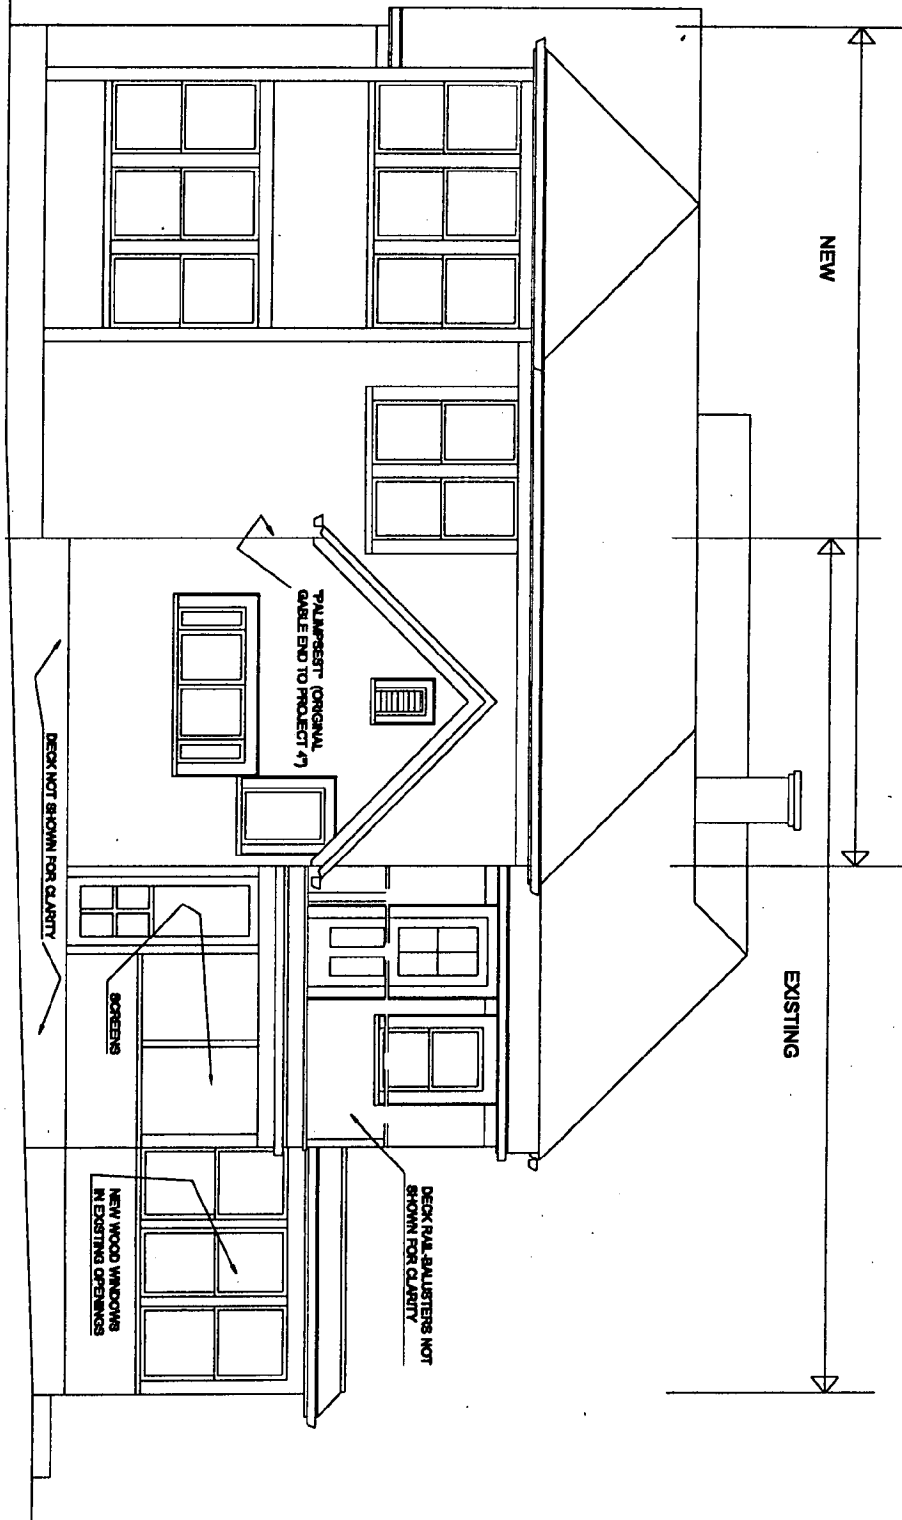 NEW
EXISTING
"PALIMPSEST" (ORIGINAL
GABLE END TO PROJECT 4")
DECK RAIL-BALUSTERS NOT
SHOWN FOR CLARITY
DECK NOT SHOWN FOR CLARITY
SCREENS
NEW WOOD WINDOWS
IN EXISTING OPENINGS